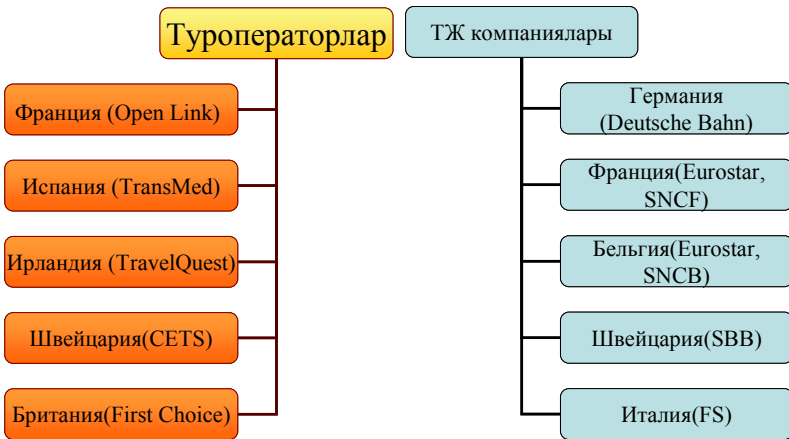 Туроператорлар
Франция (Open Link)
Испания (TransMed)
Ирландия (TravelQuest)
Швейцария(CETS)
Британия(First Choice)
ТЖ компаниялары
Германия
(Deutsche Bahn)
Франция(Eurostar,
SNCF)
Бельгия(Eurostar,
SNCB)
Швейцария(SBB)
Италия(FS)